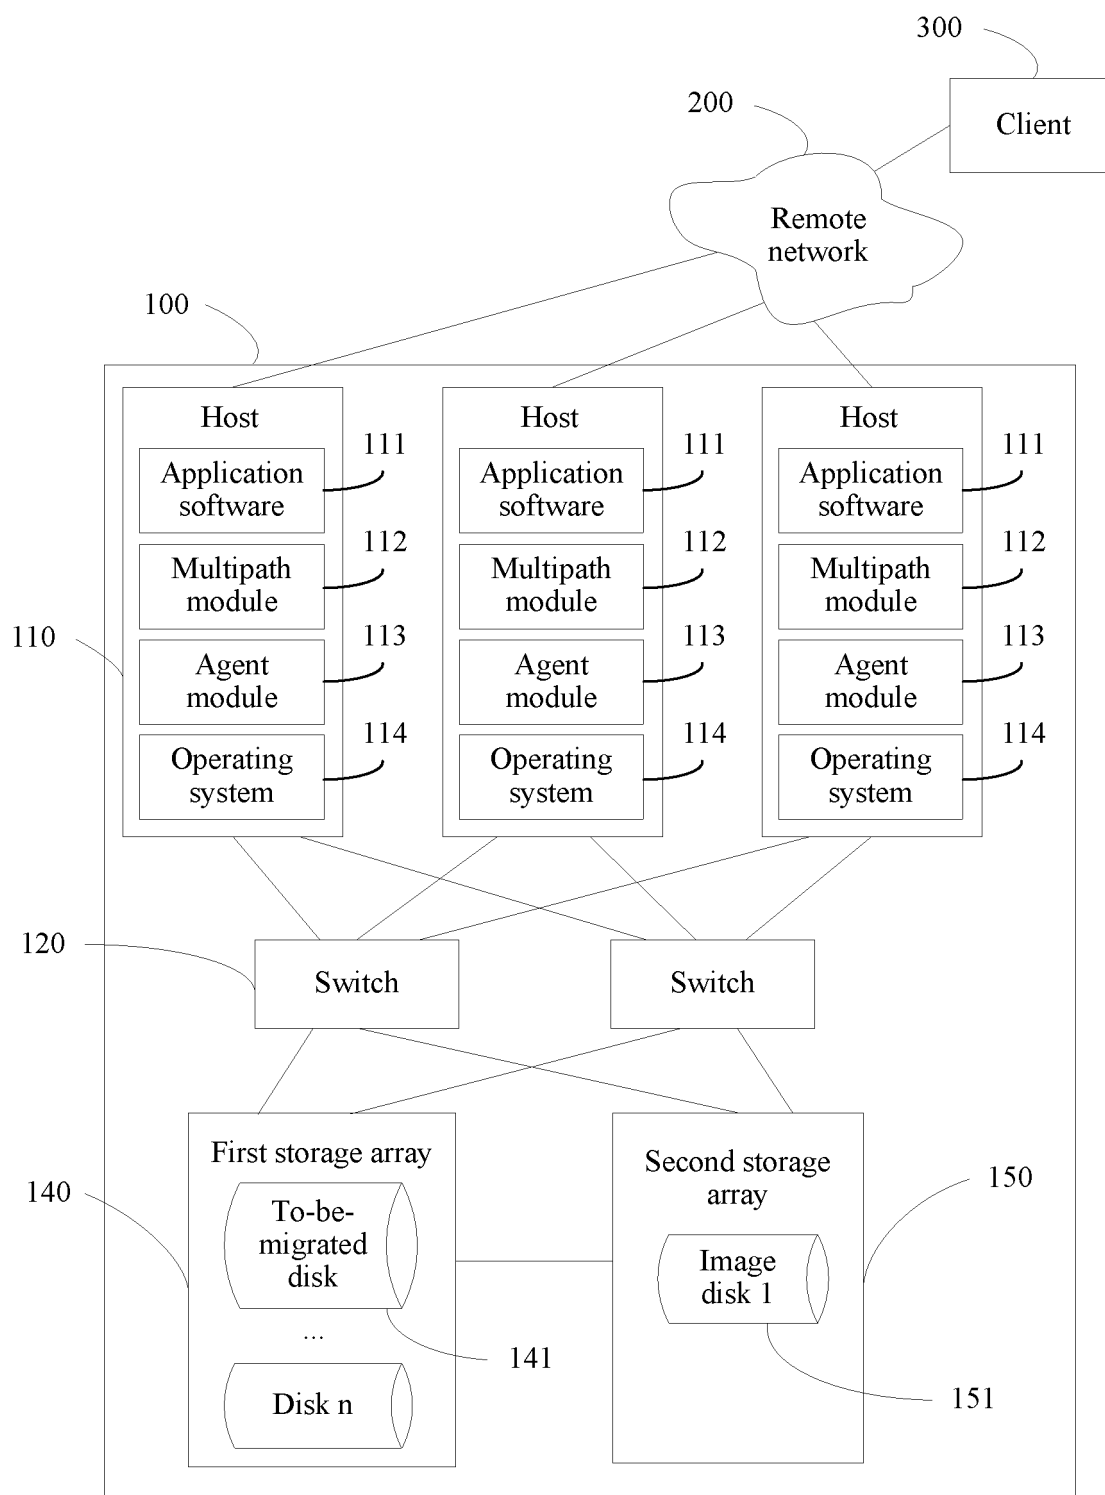 300
Client
200
Remote
network
100
Host
Application
software
111
Multipath
module
112
Agent
module
113
Operating
system
114
110
Host
Application
software
111
Multipath
module
112
Agent
module
113
Operating
system
114
Host
Application
software
111
Multipath
module
112
Agent
module
113
Operating
system
114
120
Switch
Switch
First storage array
140
To-be-
migrated
disk
...
141
Disk n
Second storage
array
150
Image
disk 1
151